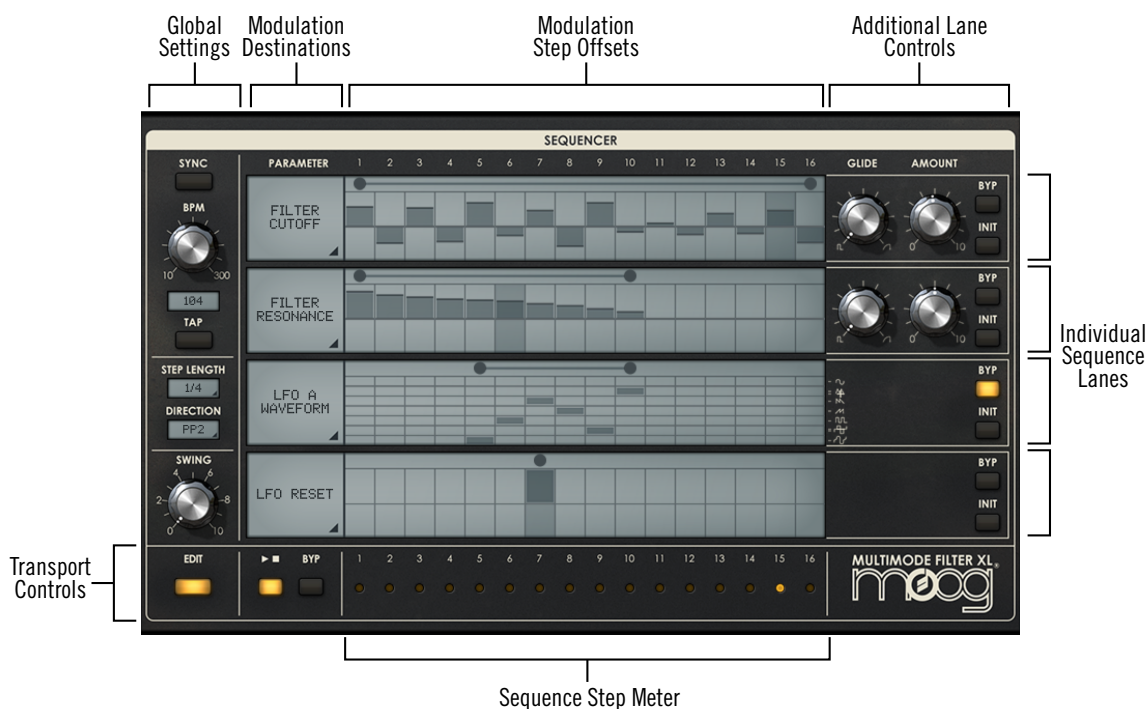 Global Settings
Modulation Destinations
Modulation Step Offsets
Additional Lane Controls
SEQUENCER
SYNC
PARAMETER
1 2 3 4 5 6 7 8 9 10 11 12 13 14 15 16
GLIDE
AMOUNT
BPM
10 300
104
TAP
FILTER CUTOFF
0 10
BYP
INIT
FILTER RESONANCE
0 10
BYP
INIT
Individual Sequence Lanes
STEP LENGTH
1/4
DIRECTION
PP2
LFO A WAVEFORM
BYP
INIT
SWING
0 2 4 6 8 10
LFO RESET
BYP
INIT
Transport Controls
EDIT
BYP
1 2 3 4 5 6 7 8 9 10 11 12 13 14 15 16
MULTIMODE FILTER XL®
moog
Sequence Step Meter